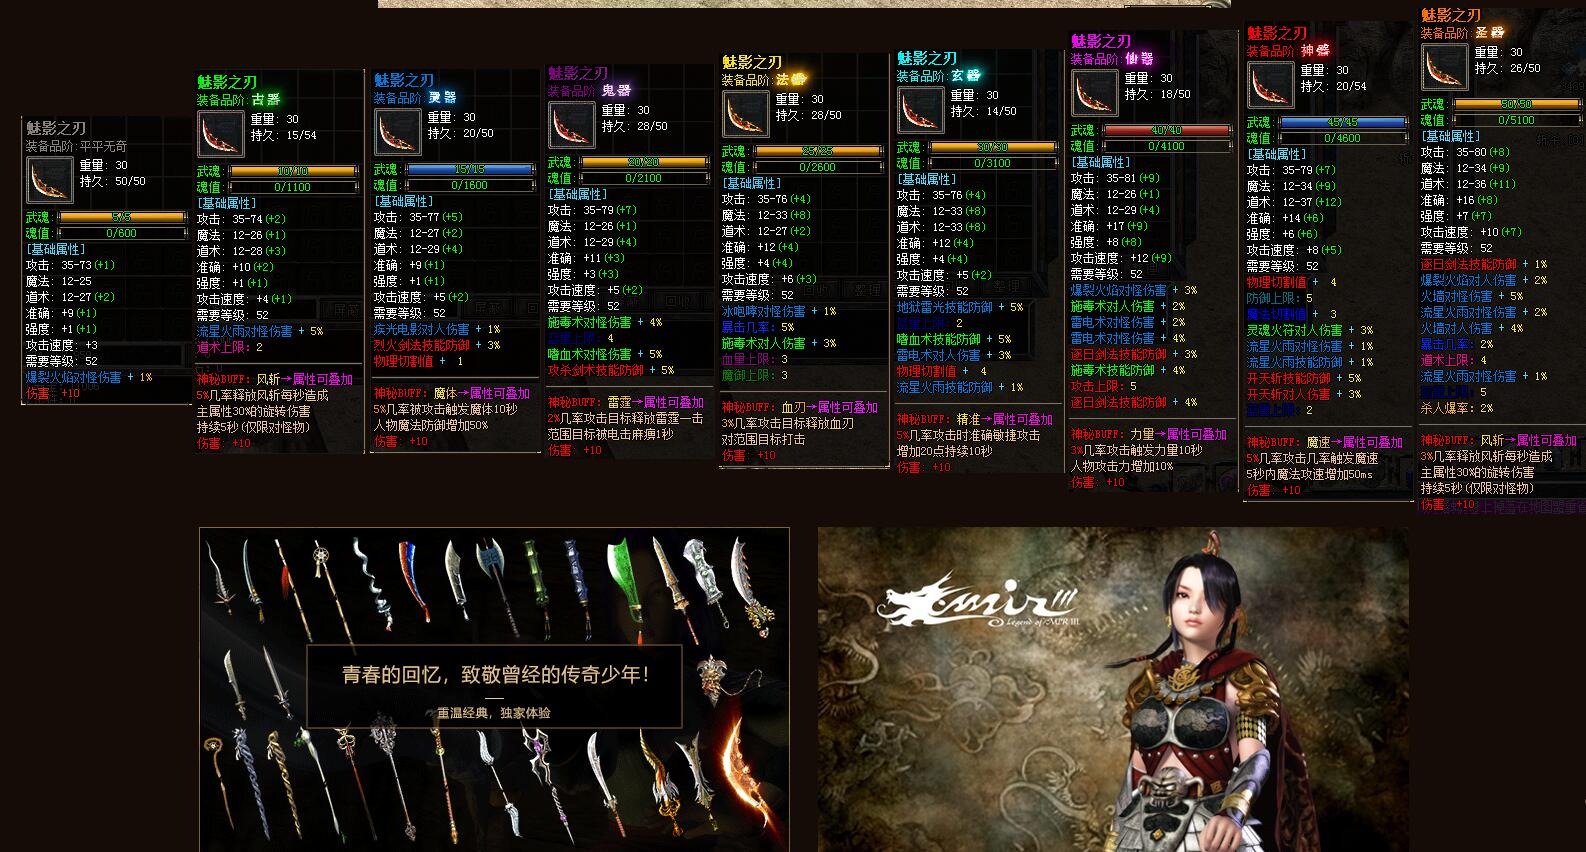 魅影之刃
装备品阶:平平无奇
重量: 30
持久: 50/50
武魂: 5/5
魂值: 0/600
[基础属性]
攻击: 35-73(+1)
魔法: 12-25
道术: 12-27(+2)
准确: +9(+1)
强度: +1(+1)
攻击速度: +3
需要等级: 52
爆裂火焰对怪伤害 + 1%
伤害: +10
魅影之刃
装备品阶:古器
重量: 30
持久: 15/54
武魂: 10/10
魂值: 0/1100
[基础属性]
攻击: 35-74(+2)
魔法: 12-26(+1)
道术: 12-28(+3)
准确: +10(+2)
强度: +1(+1)
攻击速度: +4(+1)
需要等级: 52
流星火雨对怪伤害 + 5%
道术上限: 2
神秘BUFF: 风斩→属性可叠加
5%几率释放风斩每秒造成
主属性30%的旋转伤害
持续5秒(仅限对怪物)
伤害: +10
魅影之刃
装备品阶:灵器
重量: 30
持久: 20/50
武魂: 15/15
魂值: 0/1600
[基础属性]
攻击: 35-77(+5)
魔法: 12-27(+2)
道术: 12-29(+4)
准确: +9(+1)
强度: +1(+1)
攻击速度: +5(+2)
需要等级: 52
疾光电影对人伤害 + 1%
烈火剑法技能防御 + 3%
物理切割值 + 1
神秘BUFF: 魔体→属性可叠加
5%几率被攻击触发魔体10秒
人物魔法防御增加50%
伤害: +10
魅影之刃
装备品阶:鬼器
重量: 30
持久: 28/50
武魂: 20/20
魂值: 0/2100
[基础属性]
攻击: 35-79(+7)
魔法: 12-26(+1)
道术: 12-29(+4)
准确: +11(+3)
强度: +3(+3)
攻击速度: +5(+2)
需要等级: 52
施毒术对怪伤害 + 4%
4
嗜血术对怪伤害 + 5%
攻杀剑术技能防御 + 5%
神秘BUFF: 雷霆→属性可叠加
2%几率攻击目标释放雷霆一击
范围目标被电击麻痹1秒
伤害: +10
魅影之刃
装备品阶:法器
重量: 30
持久: 28/50
武魂: 25/25
魂值: 0/2600
[基础属性]
攻击: 35-76(+4)
魔法: 12-33(+8)
道术: 12-27(+2)
准确: +12(+4)
强度: +4(+4)
攻击速度: +6(+3)
需要等级: 52
冰咆哮对怪伤害 + 1%
暴击几率: 5%
施毒术对人伤害 + 3%
血量上限: 3
魔御上限: 3
神秘BUFF: 血刃→属性可叠加
3%几率攻击目标释放血刃
对范围目标打击
伤害: +10
魅影之刃
装备品阶:玄器
重量: 30
持久: 14/50
武魂: 30/30
魂值: 0/3100
[基础属性]
攻击: 35-76(+4)
魔法: 12-33(+8)
道术: 12-33(+8)
准确: +12(+4)
强度: +4(+4)
攻击速度: +5(+2)
需要等级: 52
地狱雷光技能防御 + 5%
2
嗜血术对怪伤害 + 5%
雷电术对人伤害 + 3%
物理切割值 + 4
流星火雨技能防御 + 1%
神秘BUFF: 精准→属性可叠加
5%几率攻击时准确敏捷攻击
增加20点持续10秒
伤害: +10
魅影之刃
装备品阶:仙器
重量: 30
持久: 18/50
武魂: 40/40
魂值: 0/4100
[基础属性]
攻击: 35-81(+9)
魔法: 12-26(+1)
道术: 12-29(+4)
准确: +17(+9)
强度: +8(+8)
攻击速度: +12(+9)
需要等级: 52
爆裂火焰对怪伤害 + 3%
施毒术对人伤害 + 2%
雷电术对怪伤害 + 2%
雷电术对人伤害 + 4%
逐日剑法技能防御 + 3%
施毒术对怪伤害 + 4%
攻击上限: 5
逐日剑法对怪伤害 + 4%
神秘BUFF: 力量→属性可叠加
3%几率攻击触发力量10秒
人物攻击力增加10%
伤害: +10
魅影之刃
装备品阶:神器
重量: 30
持久: 20/54
武魂: 45/45
魂值: 0/4600
[基础属性]
攻击: 35-79(+7)
魔法: 12-34(+9)
道术: 12-37(+12)
准确: +14(+6)
强度: +6(+6)
攻击速度: +8(+5)
需要等级: 52
物理切割值 + 4
防御上限: 5
魔法切割值 + 3
灵魂火符对人伤害 + 3%
流星火雨对人伤害 + 1%
流星火雨技能防御 + 1%
开天斩技能防御 + 5%
开天斩对人伤害 + 3%
2
神秘BUFF: 魔速→属性可叠加
5%几率攻击几率触发魔速
5秒内魔法攻速增加50ms
伤害: +10
魅影之刃
装备品阶:圣器
重量: 30
持久: 26/50
武魂: 50/50
魂值: 0/5100
[基础属性]
攻击: 35-80(+8)
魔法: 12-34(+9)
道术: 12-36(+11)
准确: +16(+8)
强度: +7(+7)
攻击速度: +10(+7)
需要等级: 52
逐日剑法技能防御 + 1%
爆裂火焰对人伤害 + 2%
火墙对怪伤害 + 5%
流星火雨对人伤害 + 2%
火墙对人伤害 + 4%
暴击几率: 2%
道术上限: 4
流星火雨对怪伤害 + 1%
5
杀人爆率: 2%
神秘BUFF: 风斩→属性可叠加
3%几率释放风斩每秒造成
主属性30%的旋转伤害
持续5秒(仅限对怪物)
伤害: +10
青春的回忆，致敬曾经的传奇少年！
重温经典，独家体验
mir III
Legend of MIR III